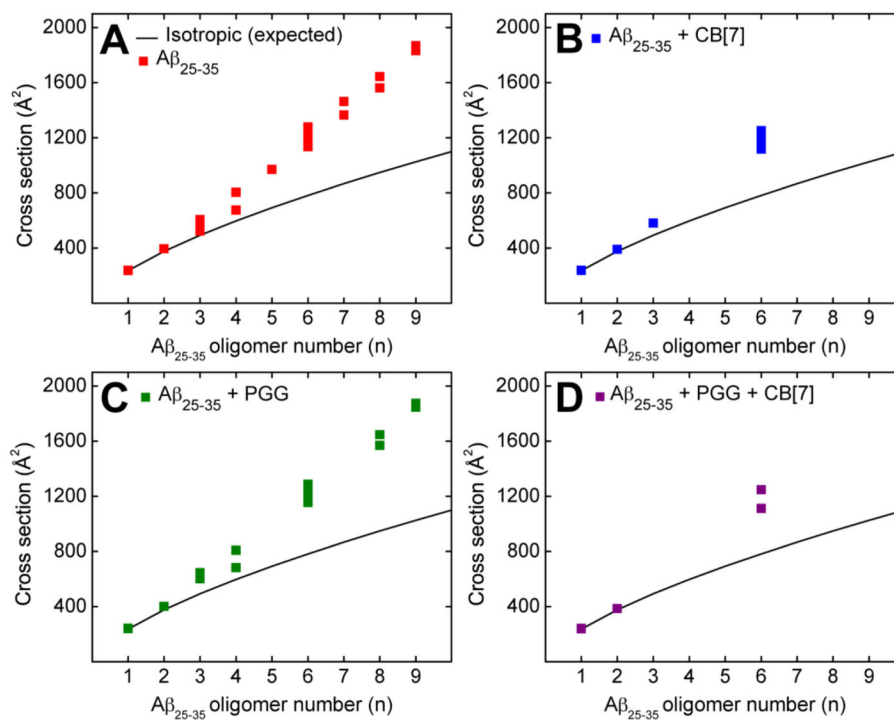 A
Isotropic (expected)
Aβ25-35
2000
1600
1200
800
400
Cross section (Å²)
1 2 3 4 5 6 7 8 9
Aβ25-35 oligomer number (n)
B
Aβ25-35 + CB[7]
2000
1600
1200
800
400
Cross section (Å²)
1 2 3 4 5 6 7 8 9
Aβ25-35 oligomer number (n)
C
Aβ25-35 + PGG
2000
1600
1200
800
400
Cross section (Å²)
1 2 3 4 5 6 7 8 9
Aβ25-35 oligomer number (n)
D
Aβ25-35 + PGG + CB[7]
2000
1600
1200
800
400
Cross section (Å²)
1 2 3 4 5 6 7 8 9
Aβ25-35 oligomer number (n)